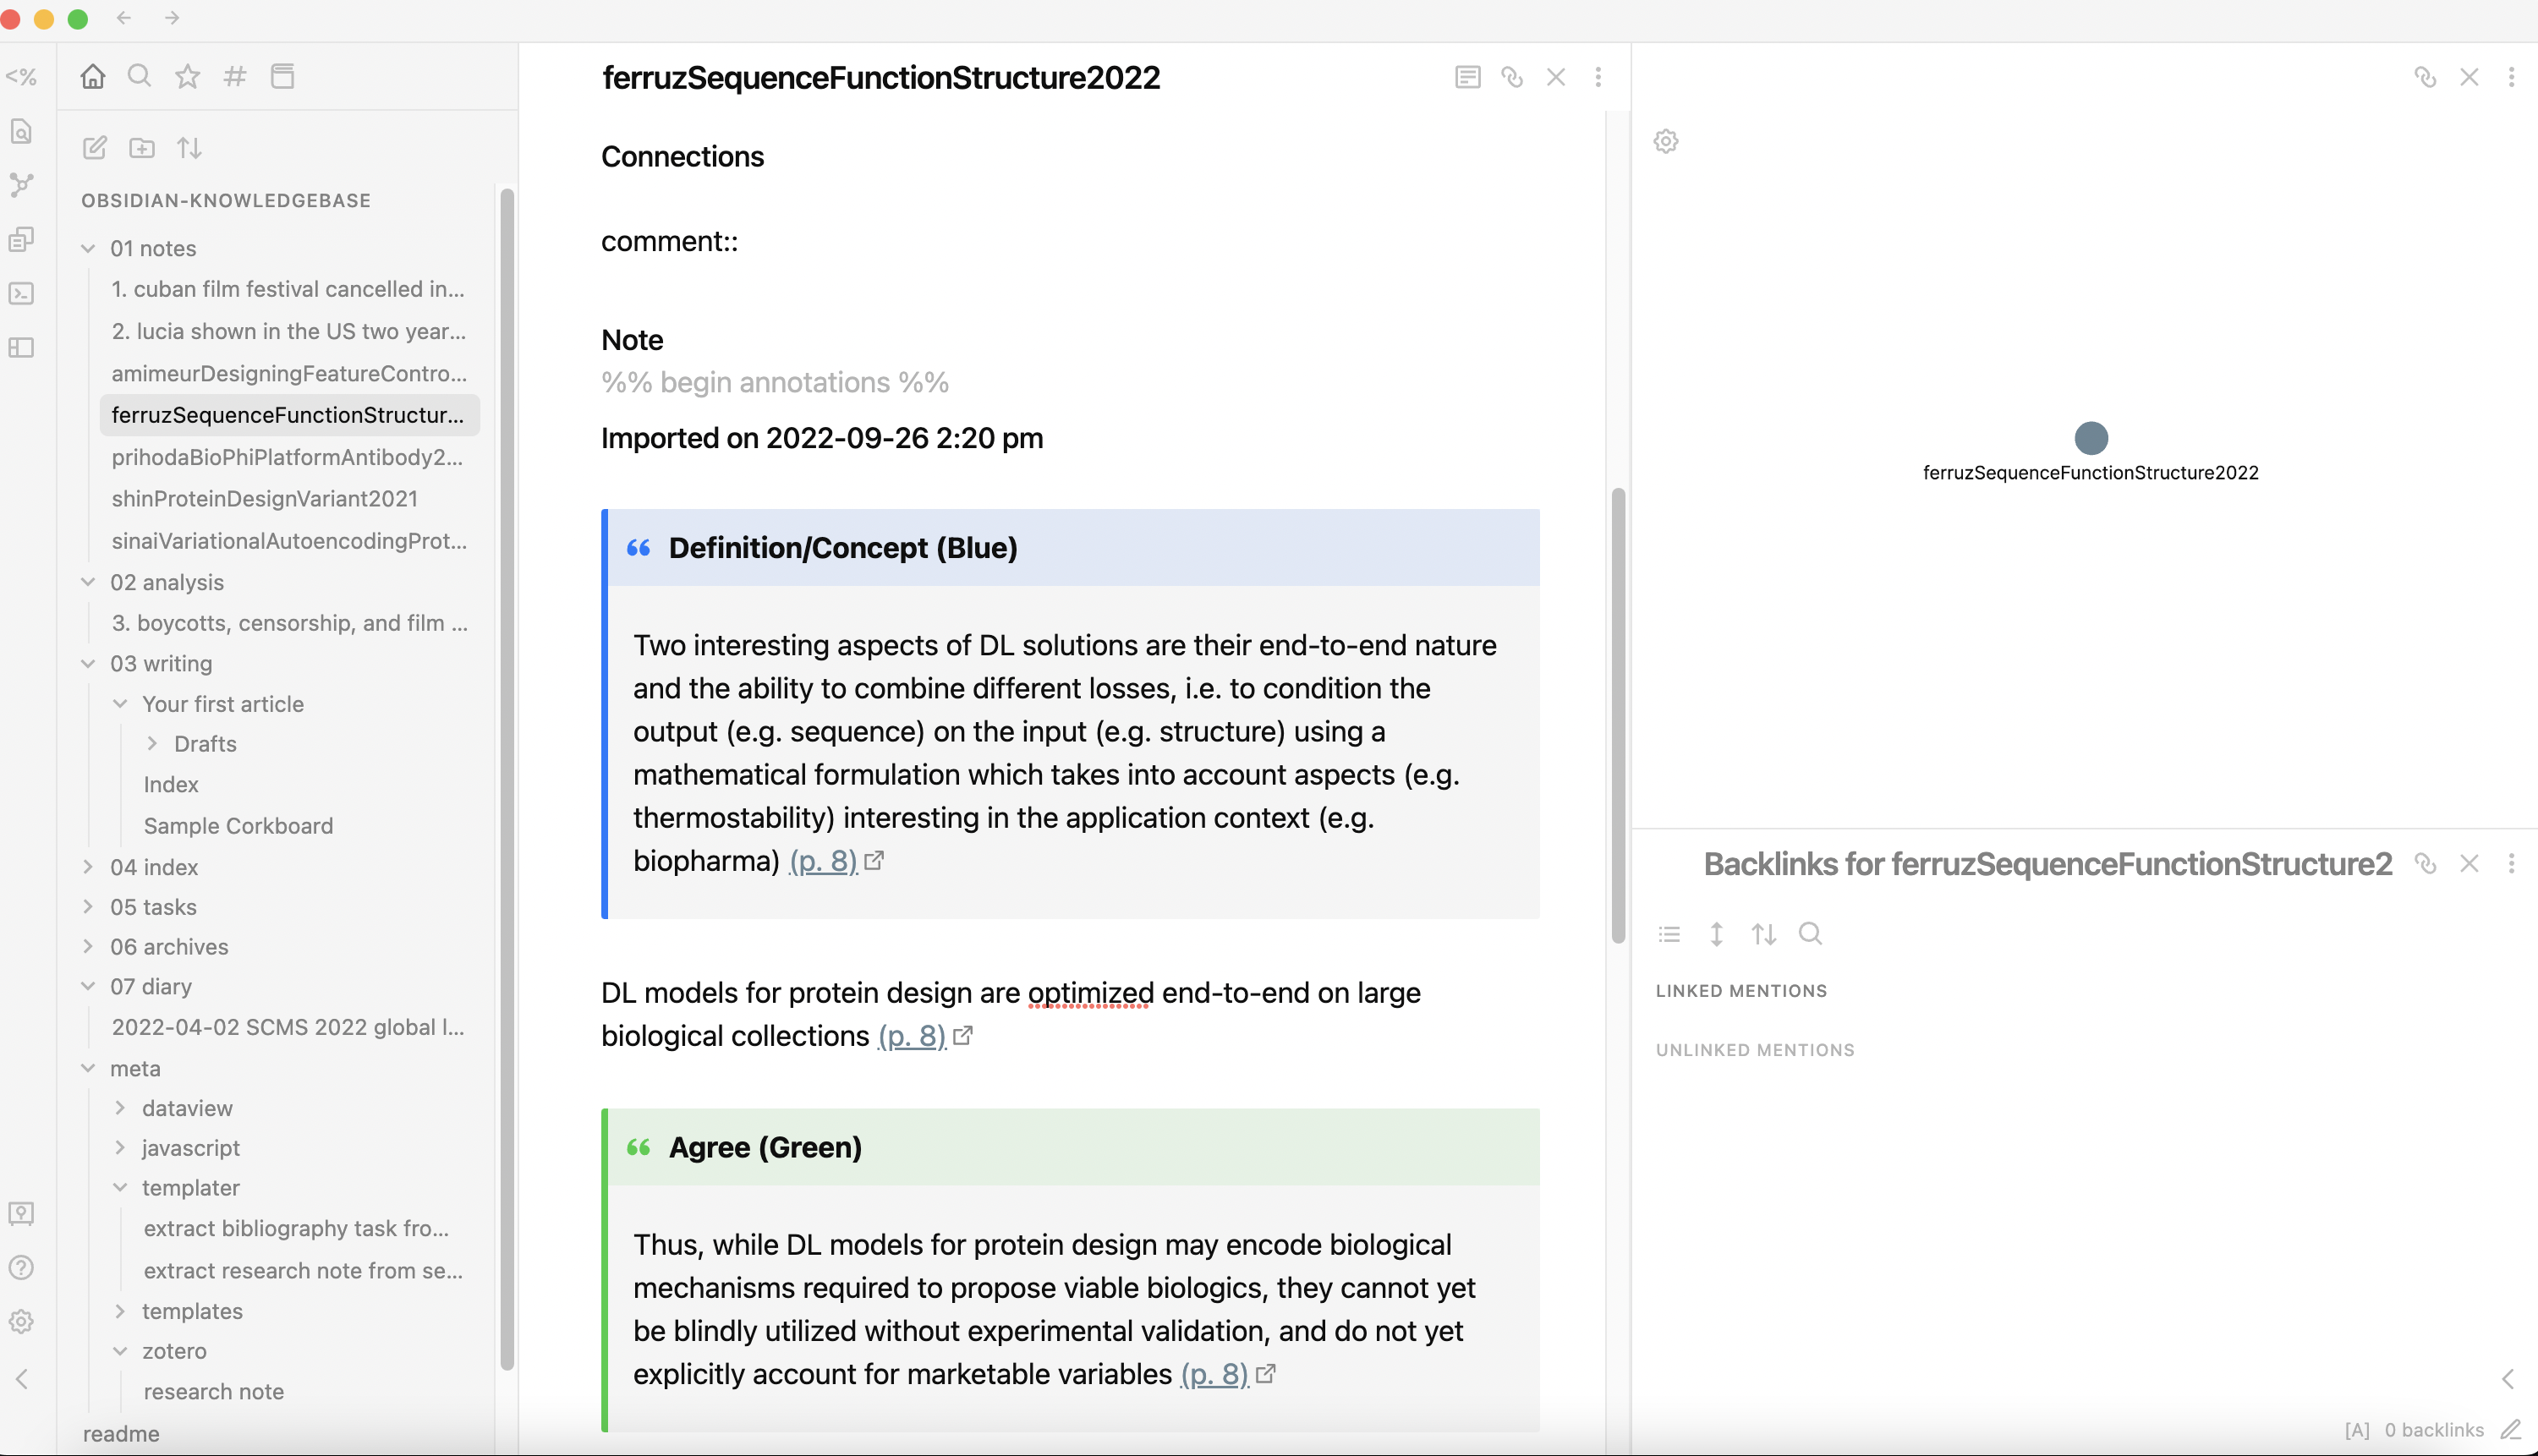 ferruzSequenceFunctionStructure2022
OBSIDIAN-KNOWLEDGEBASE
01 notes
1. cuban film festival cancelled in...
2. lucia shown in the US two year...
amimeurDesigningFeatureContro...
ferruzSequenceFunctionStructur...
prihodaBioPhiPlatformAntibody2...
shinProteinDesignVariant2021
sinaiVariationalAutoencodingProt...
02 analysis
3. boycotts, censorship, and film ...
03 writing
Your first article
Drafts
Index
Sample Corkboard
04 index
05 tasks
06 archives
07 diary
2022-04-02 SCMS 2022 global l...
meta
dataview
javascript
templater
extract bibliography task fro...
extract research note from se...
templates
zotero
research note
readme
Connections
comment::
Note
%% begin annotations %%
Imported on 2022-09-26 2:20 pm
Definition/Concept (Blue)
Two interesting aspects of DL solutions are their end-to-end nature
and the ability to combine different losses, i.e. to condition the
output (e.g. sequence) on the input (e.g. structure) using a
mathematical formulation which takes into account aspects (e.g.
thermostability) interesting in the application context (e.g.
biopharma) (p. 8)
DL models for protein design are optimized end-to-end on large
biological collections (p. 8)
Agree (Green)
Thus, while DL models for protein design may encode biological
mechanisms required to propose viable biologics, they cannot yet
be blindly utilized without experimental validation, and do not yet
explicitly account for marketable variables (p. 8)
ferruzSequenceFunctionStructure2022
Backlinks for ferruzSequenceFunctionStructure2
LINKED MENTIONS
UNLINKED MENTIONS
[A] 0 backlinks